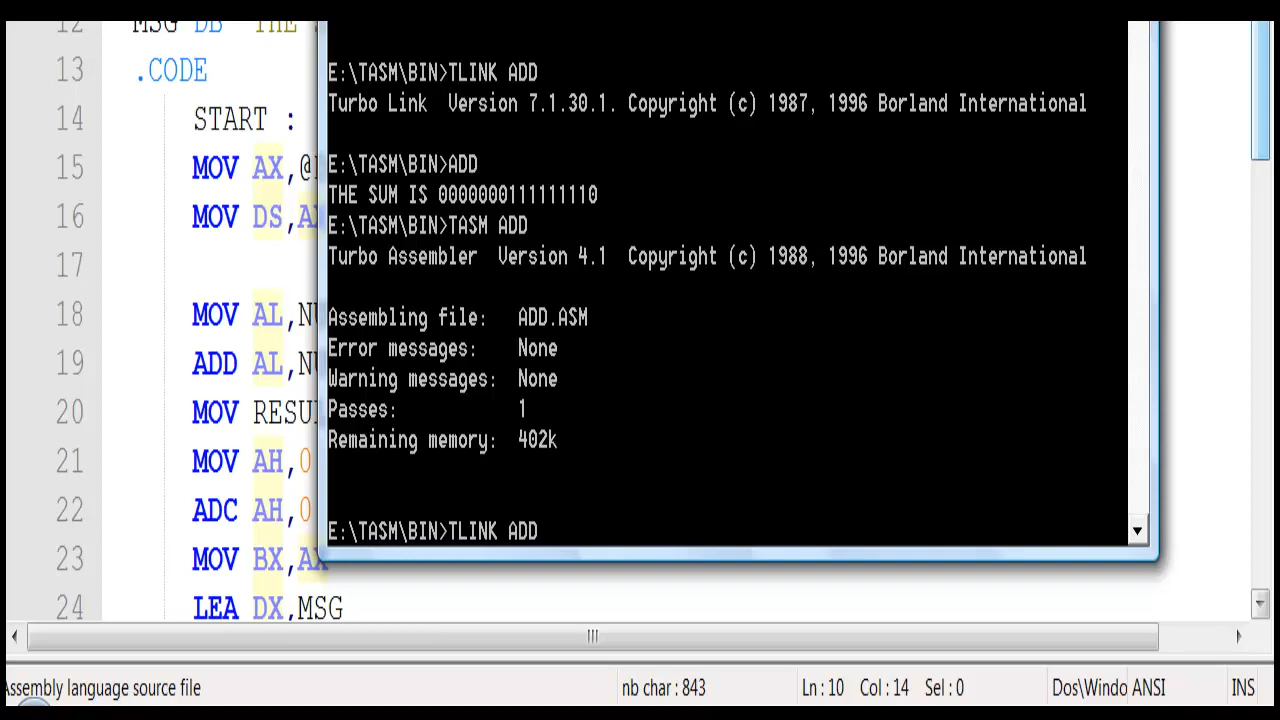 12 MSG DB "THE S
13 .CODE
14 START :
15 MOV AX,@
16 MOV DS,AX
17
18 MOV AL,NU
19 ADD AL,NU
20 MOV RESUL
21 MOV AH,0
22 ADC AH,0
23 MOV BX,AX
24 LEA DX,MSG
E:\TASM\BIN>TLINK ADD
Turbo Link Version 7.1.30.1. Copyright (c) 1987, 1996 Borland International
E:\TASM\BIN>ADD
THE SUM IS 0000000111111110
E:\TASM\BIN>TASM ADD
Turbo Assembler Version 4.1 Copyright (c) 1988, 1996 Borland International
Assembling file: ADD.ASM
Error messages: None
Warning messages: None
Passes: 1
Remaining memory: 402k
E:\TASM\BIN>TLINK ADD
Assembly language source file nb char : 843 Ln : 10 Col : 14 Sel : 0 Dos\Windo ANSI INS